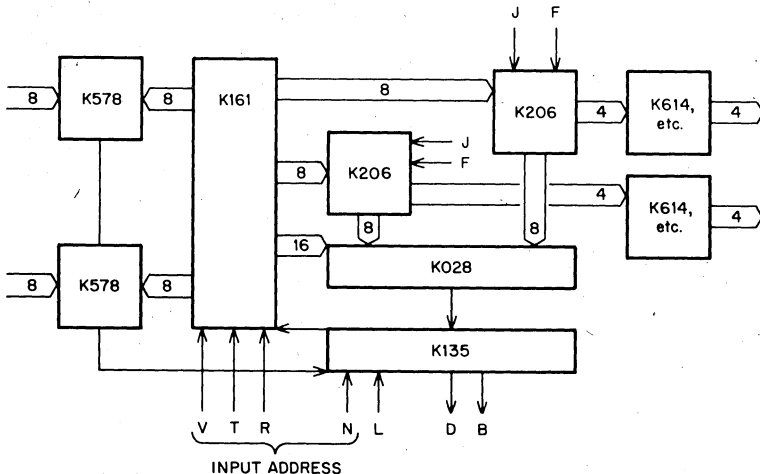 J F
8 K578 8 K161 8 K206 4 K614, etc. 4
8 K206 J F
4 K614, etc. 4
8 8
16 K028
8 K578 8
K135
V T R N L D B
INPUT ADDRESS